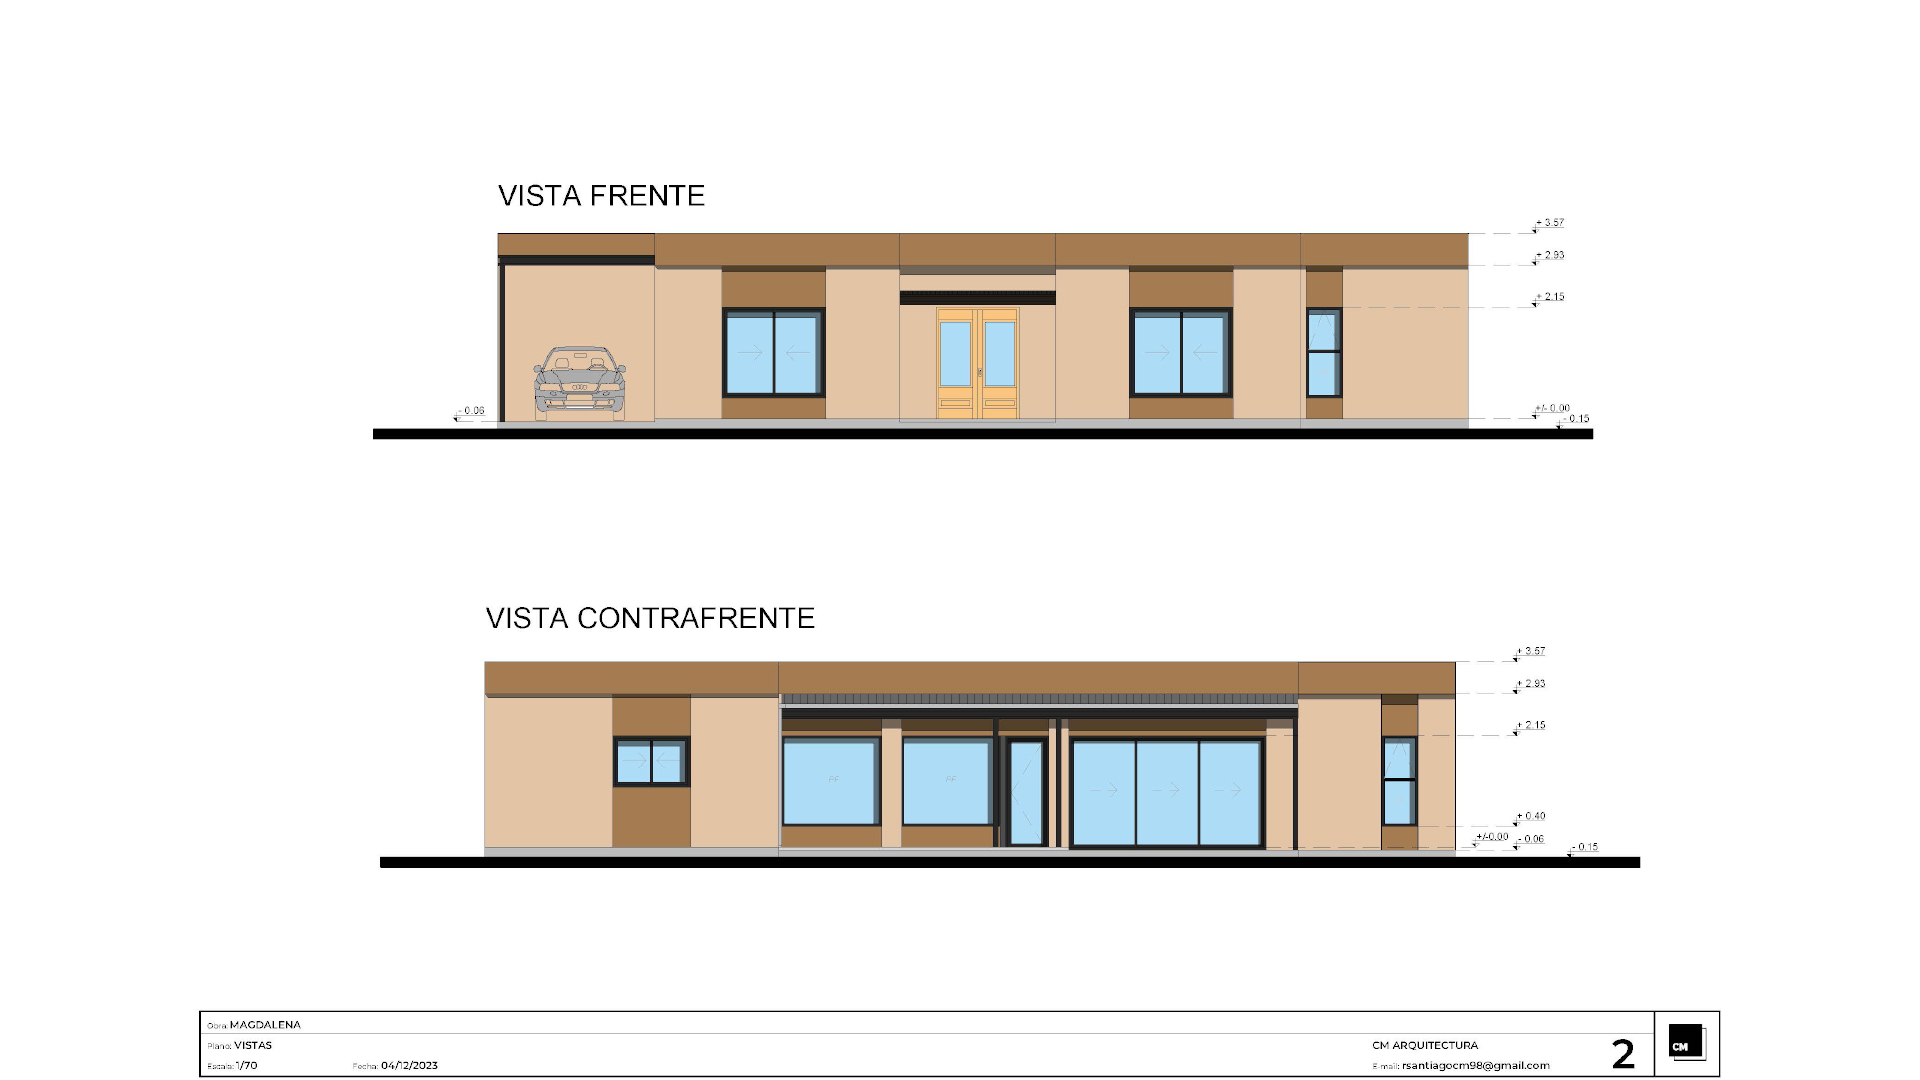 VISTA FRENTE
+ 3.57
+ 2.93
+ 2.15
- 0.06
+/- 0.00
- 0.15
VISTA CONTRAFRENTE
+ 3.57
+ 2.93
+ 2.15
PF
PF
+ 0.40
+/-0.00
- 0.06
- 0.15
Obra: MAGDALENA
Plano: VISTAS
Escala: 1/70
Fecha: 04/12/2023
CM ARQUITECTURA
E-mail: rsantiagocm98@gmail.com
2
CM